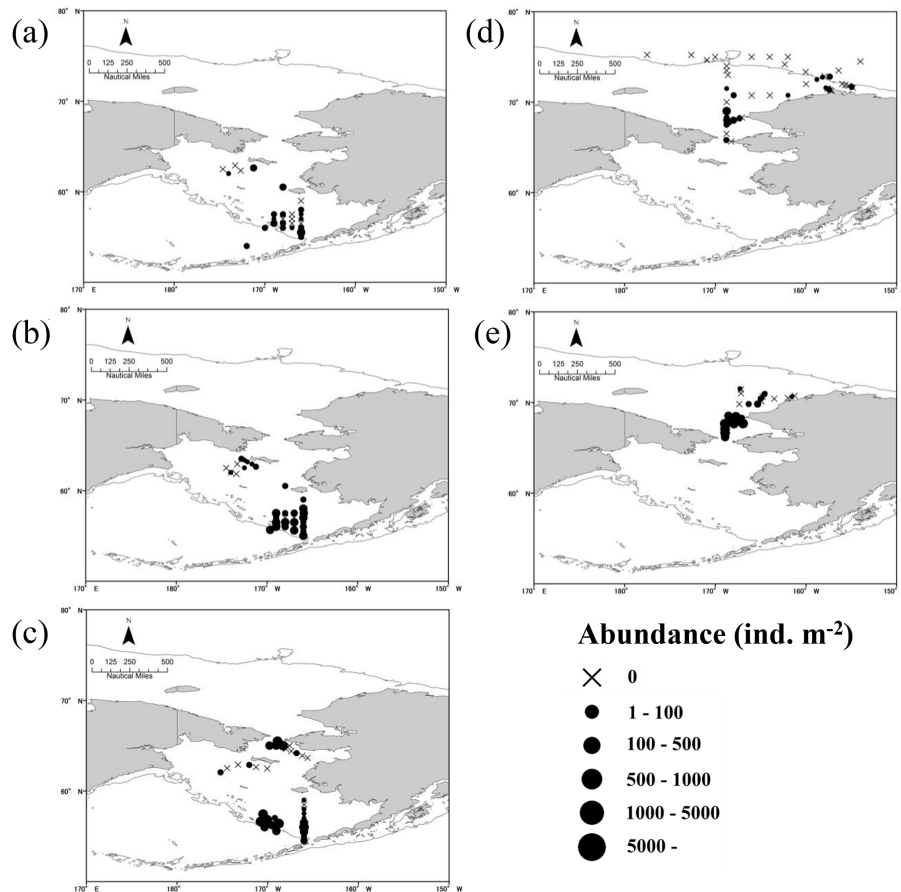 (a)
80° N
N
0 125 250 500
Nautical Miles
70°
60°
170° E 180° 170° 160° 150° W
(b)
80° N
N
0 125 250 500
Nautical Miles
70°
60°
170° E 180° 170° 160° 150° W
(c)
80° N
N
0 125 250 500
Nautical Miles
70°
60°
170° E 180° 170° 160° 150° W
(d)
80° N
N
0 125 250 500
Nautical Miles
70°
60°
170° E 180° 170° 160° 150° W
(e)
80° N
N
0 125 250 500
Nautical Miles
70°
60°
170° E 180° 170° 160° 150° W
Abundance (ind. m-2)
0
1 - 100
100 - 500
500 - 1000
1000 - 5000
5000 -